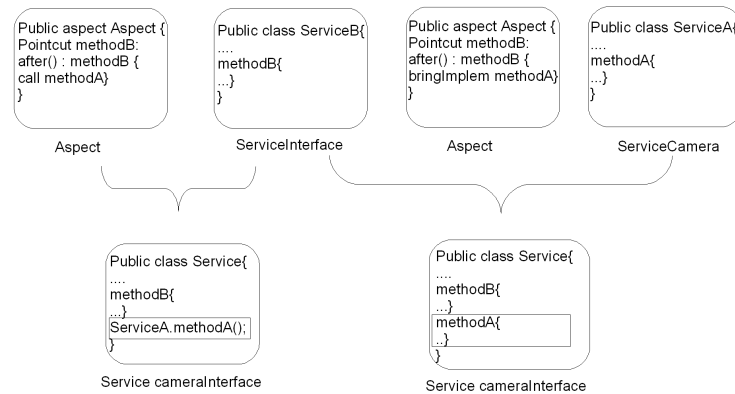 Public aspect Aspect {
Pointcut methodB:
after() : methodB {
call methodA}
}
Aspect
Public class ServiceB{
....
methodB{
...}
}
ServiceInterface
Public aspect Aspect {
Pointcut methodB:
after() : methodB {
bringImplem methodA}
}
Aspect
Public class ServiceA{
....
methodA{
...}
}
ServiceCamera
Public class Service{
....
methodB{
...}
ServiceA.methodA();
}
Service cameraInterface
Public class Service{
....
methodB{
...}
methodA{
..}
}
Service cameraInterface